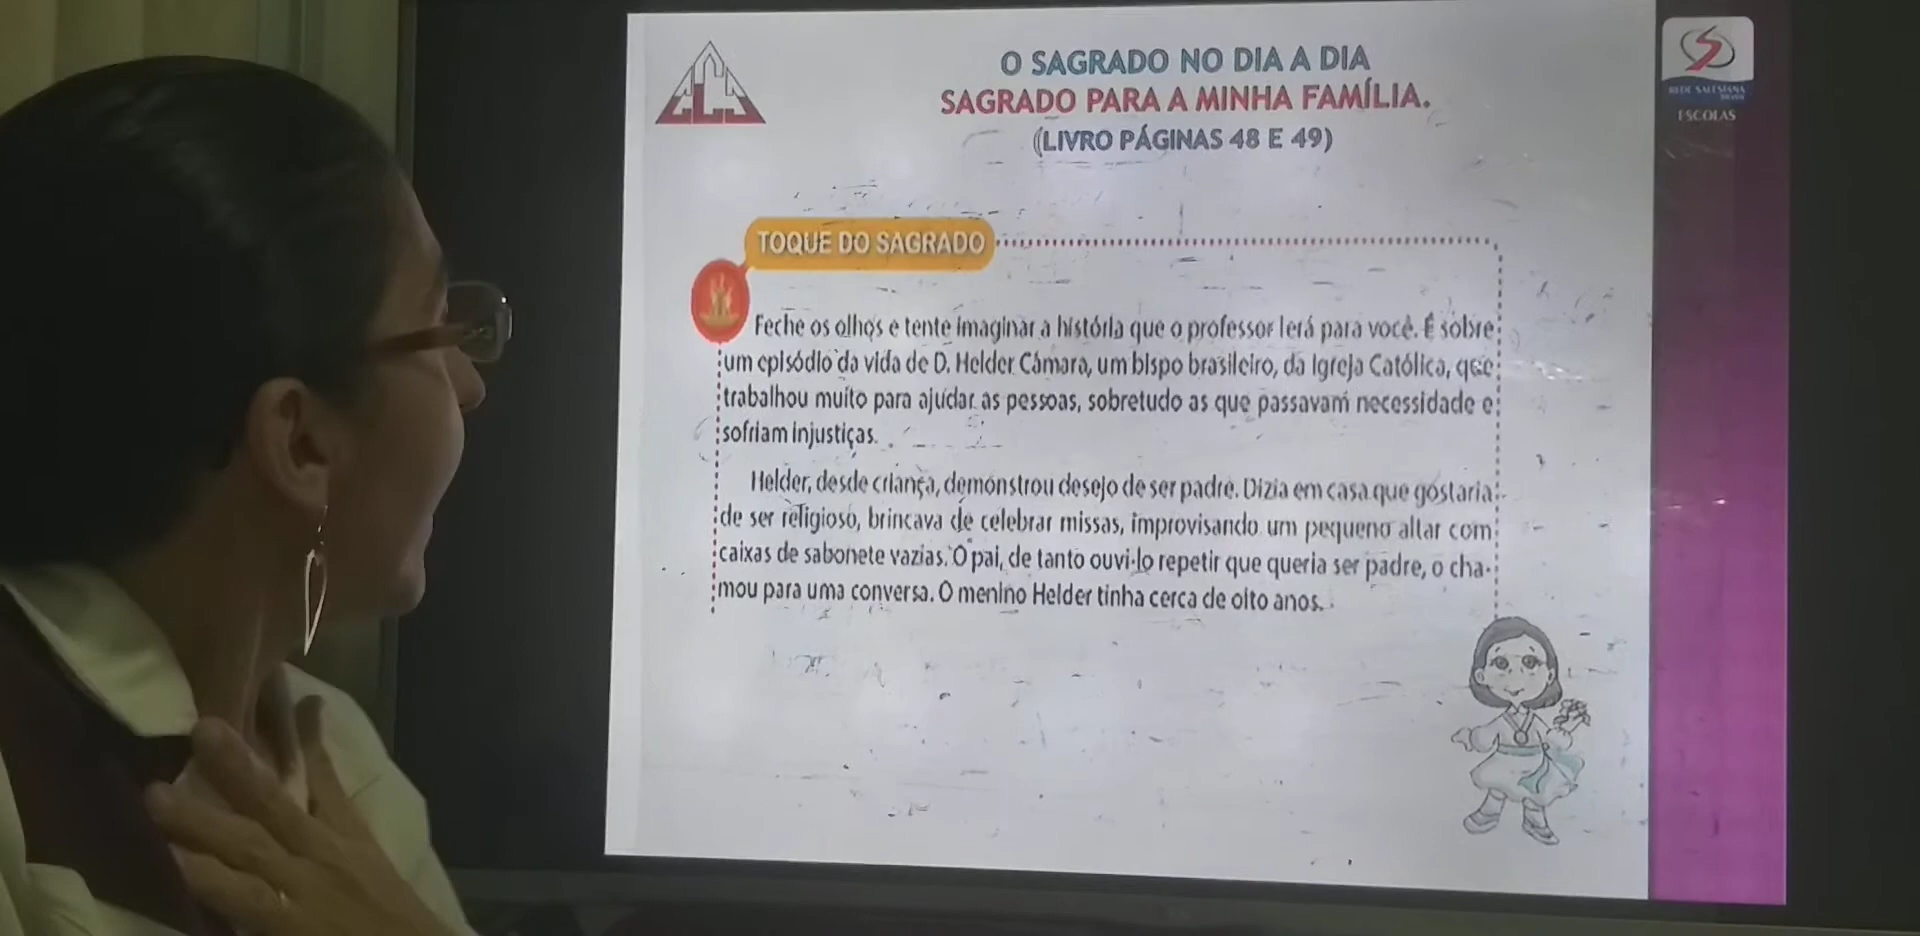 O SAGRADO NO DIA A DIA
SAGRADO PARA A MINHA FAMÍLIA.
(LIVRO PÁGINAS 48 E 49)
REDE SALESIANA
ESCOLAS
TOQUE DO SAGRADO
Feche os olhos e tente imaginar a história que o professor lerá para você. É sobre
um episódio da vida de D. Helder Câmara, um bispo brasileiro, da Igreja Católica, que
trabalhou muito para ajudar as pessoas, sobretudo as que passavam necessidade e
sofriam injustiças.
Helder, desde criança, demonstrou desejo de ser padre. Dizia em casa que gostaria
de ser religioso, brincava de celebrar missas, improvisando um pequeno altar com
caixas de sabonete vazias. O pai, de tanto ouvi-lo repetir que queria ser padre, o cha-
mou para uma conversa. O menino Helder tinha cerca de oito anos.